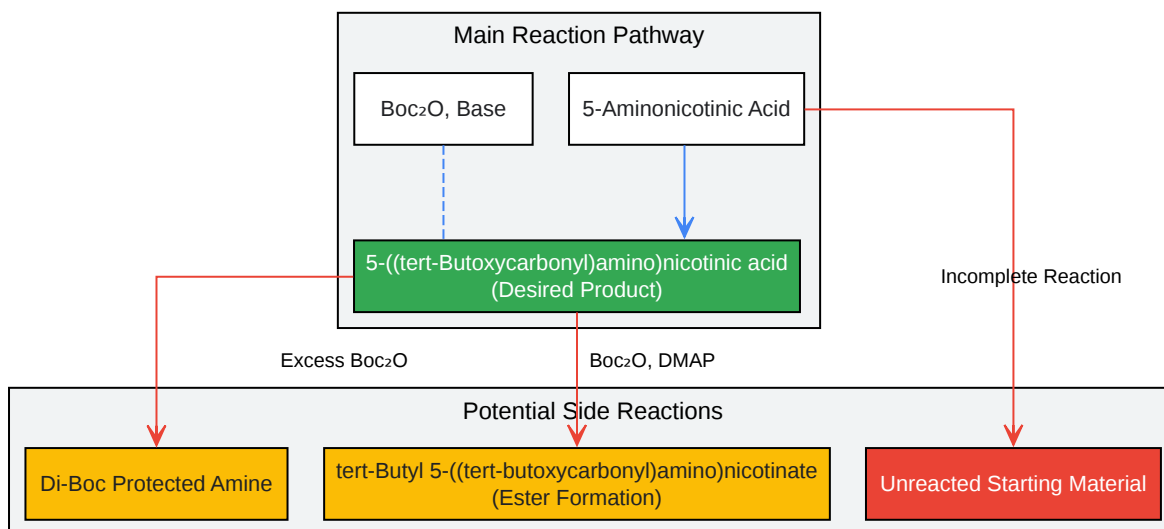 Main Reaction Pathway
Boc₂O, Base
5-Aminonicotinic Acid
5-((tert-Butoxycarbonyl)amino)nicotinic acid
(Desired Product)
Incomplete Reaction
Excess Boc₂O
Boc₂O, DMAP
Potential Side Reactions
Di-Boc Protected Amine
tert-Butyl 5-((tert-butoxycarbonyl)amino)nicotinate
(Ester Formation)
Unreacted Starting Material